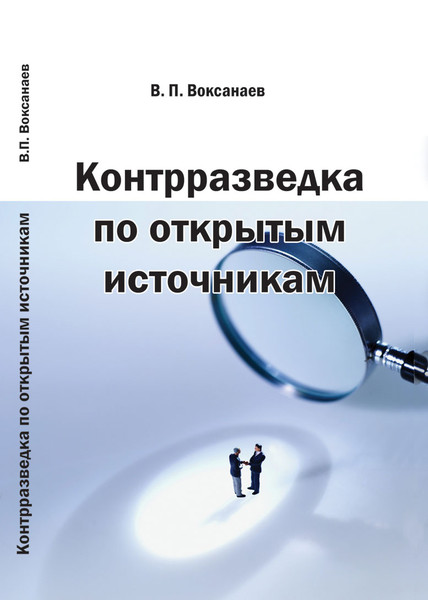 В. П. Воксанаев
Контрразведка
по открытым
источникам
В.П. Воксанаев
Контрразведка по открытым источникам